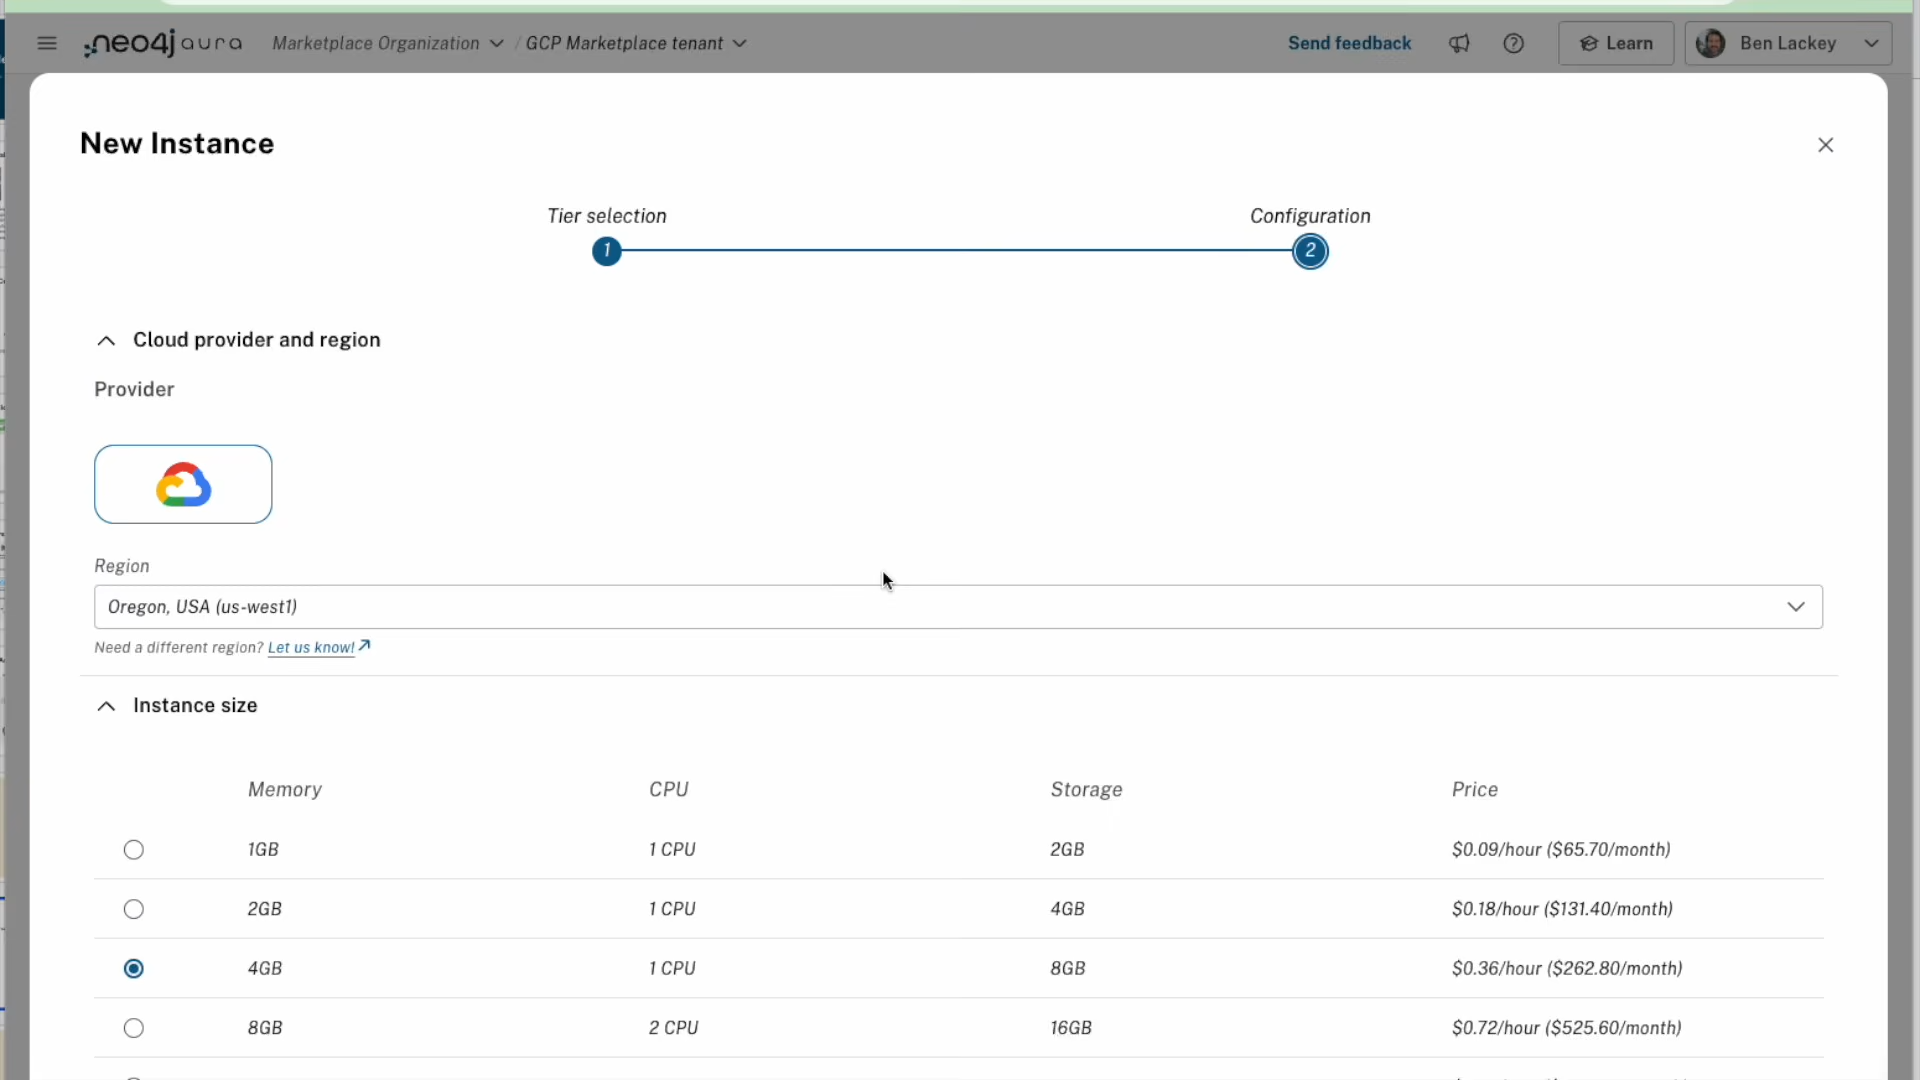 neo4j aura Marketplace Organization / GCP Marketplace tenant Send feedback Learn Ben Lackey
New Instance
Tier selection Configuration
1 2
Cloud provider and region
Provider
Region
Oregon, USA (us-west1)
Need a different region? Let us know!
Instance size
Memory CPU Storage Price
1GB 1 CPU 2GB $0.09/hour ($65.70/month)
2GB 1 CPU 4GB $0.18/hour ($131.40/month)
4GB 1 CPU 8GB $0.36/hour ($262.80/month)
8GB 2 CPU 16GB $0.72/hour ($525.60/month)